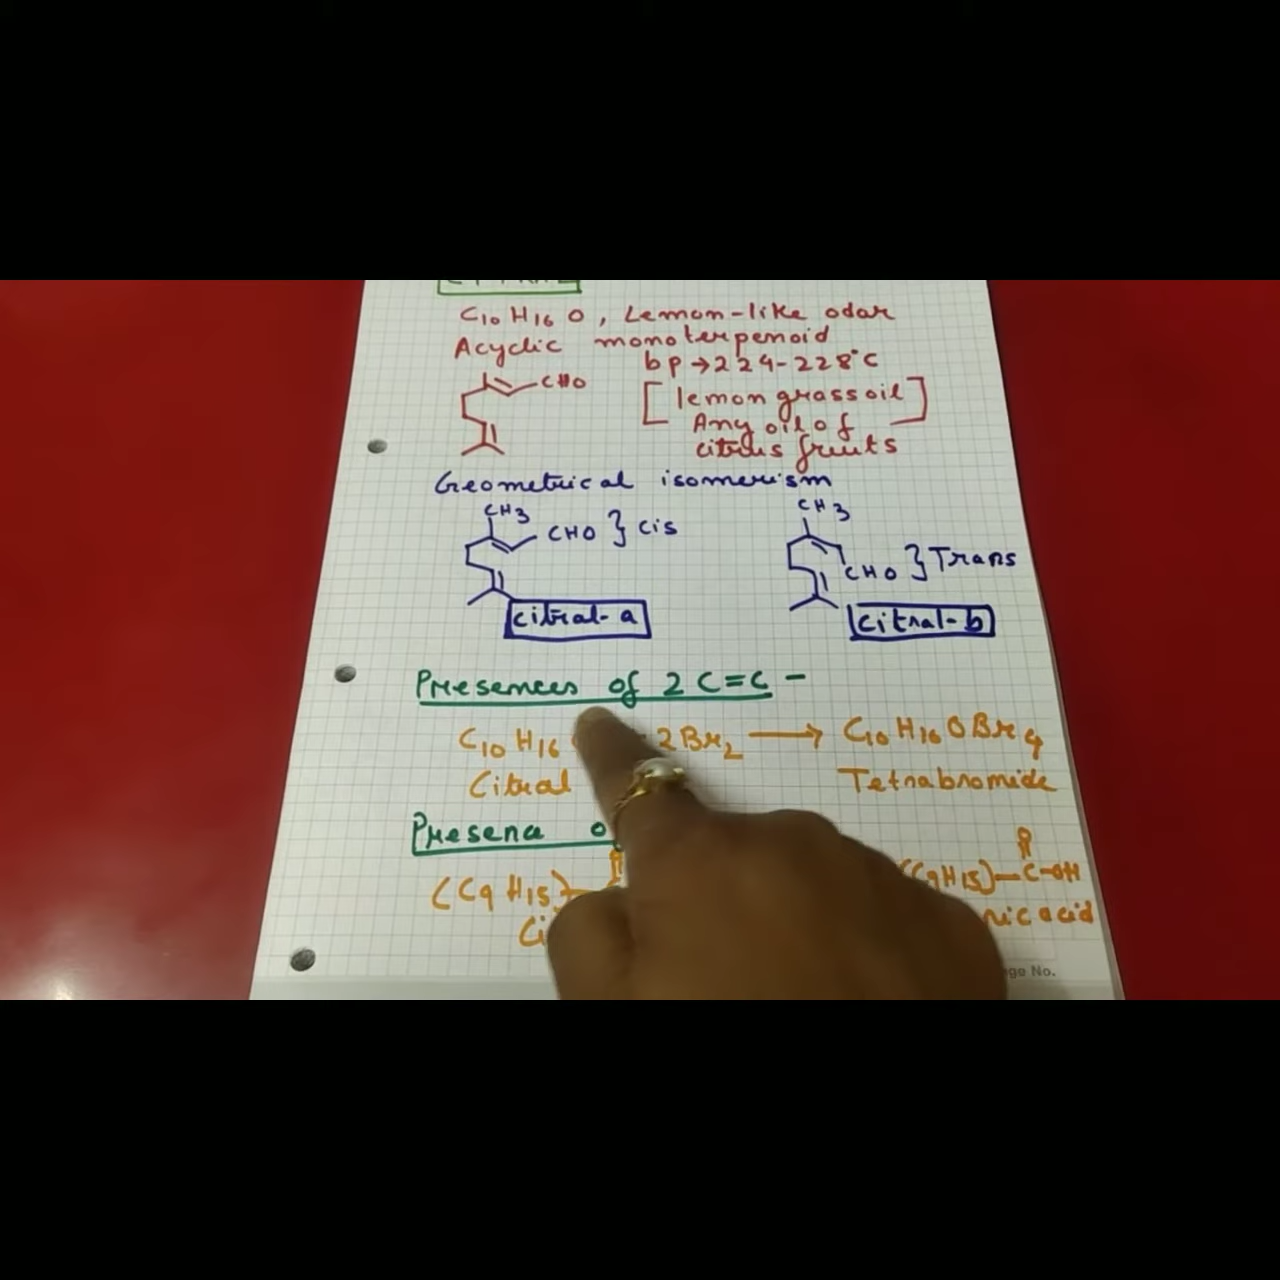 C10 H16 O, Lemon-like odar
Acyclic monoterpenoid
bp → 224-228°C
CHO
[lemon grass oil]
Any oil of
citrus fruits
Geometrical isomerism
CH3
CHO } Cis
citral-a
CH3
CHO } Trans
citral-b
Presences of 2 C=C -
C10 H16 2Br2 → C10 H16 O Br4
Citral Tetrabromide
Presence
(C9 H15)- (C9H15)-C-OH
O
acid
No.